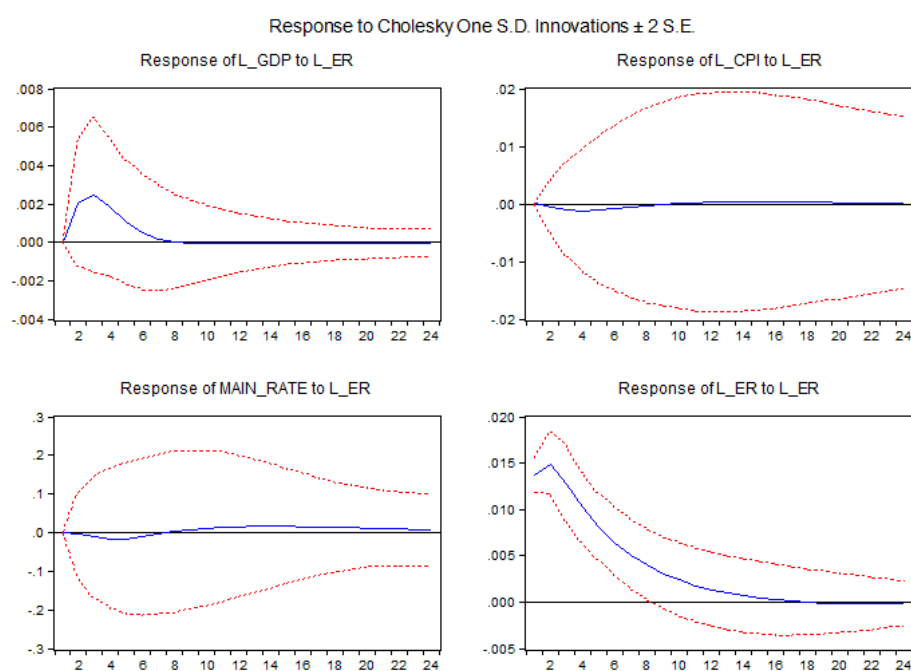 Response to Cholesky One S.D. Innovations ± 2 S.E.
Response of L_GDP to L_ER
.008
.006
.004
.002
.000
-.002
-.004
2 4 6 8 10 12 14 16 18 20 22 24
Response of L_CPI to L_ER
.02
.01
.00
-.01
-.02
2 4 6 8 10 12 14 16 18 20 22 24
Response of MAIN_RATE to L_ER
.3
.2
.1
.0
-.1
-.2
-.3
2 4 6 8 10 12 14 16 18 20 22 24
Response of L_ER to L_ER
.020
.015
.010
.005
.000
-.005
2 4 6 8 10 12 14 16 18 20 22 24